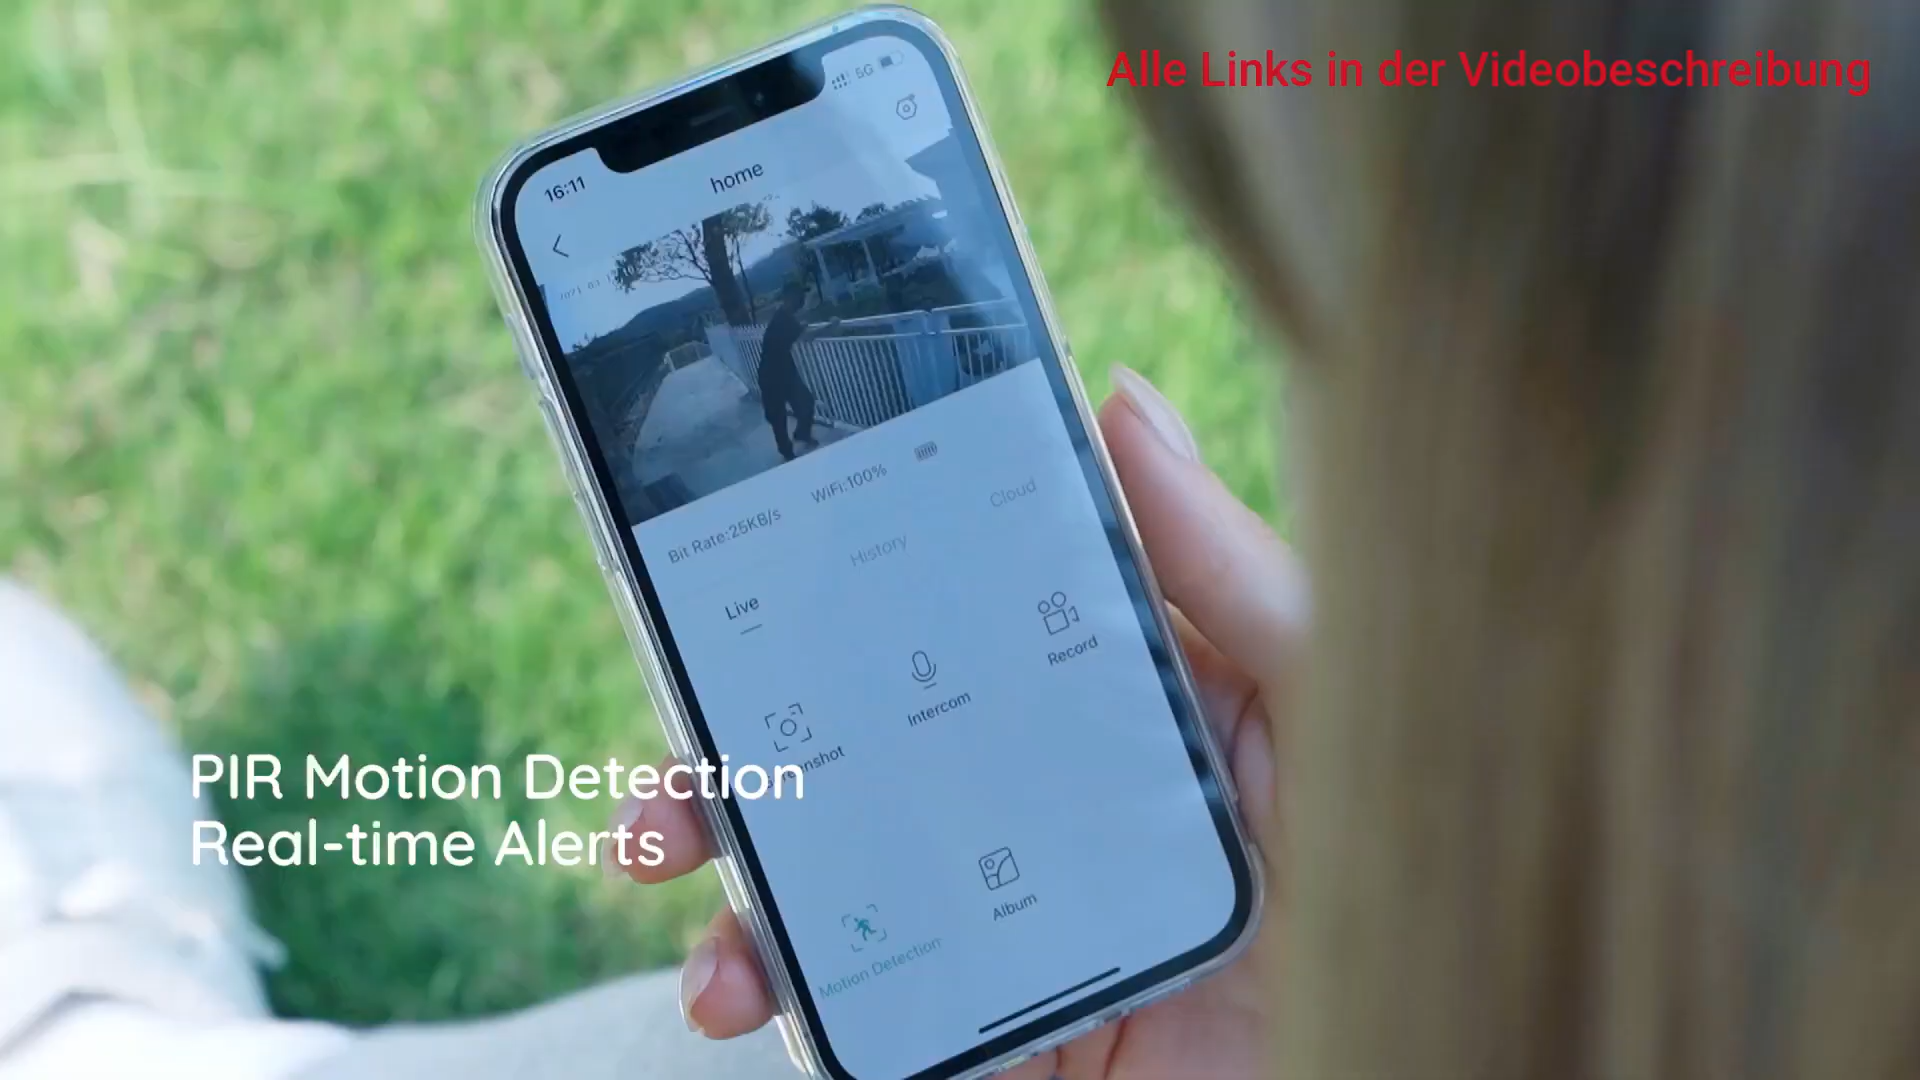 Alle Links in der Videobeschreibung
5G
16:11
home
WiFi:100%
Bit Rate:25KB/s
Cloud
History
Live
Record
Intercom
PIR Motion Detection
Real-time Alerts
Album
Motion Detection